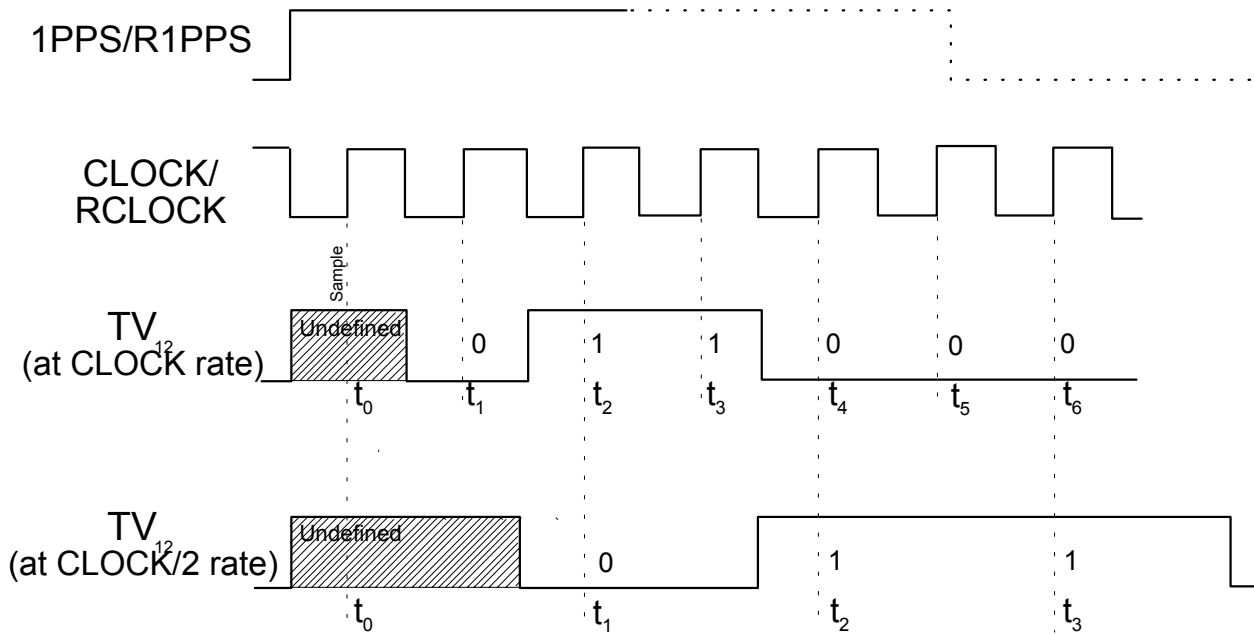 1PPS/R1PPS
CLOCK/
RCLOCK
Sample
TV12
(at CLOCK rate)
Undefined
0 1 1 0 0 0
t0 t1 t2 t3 t4 t5 t6
TV12
(at CLOCK/2 rate)
Undefined
0 1 1
t0 t1 t2 t3